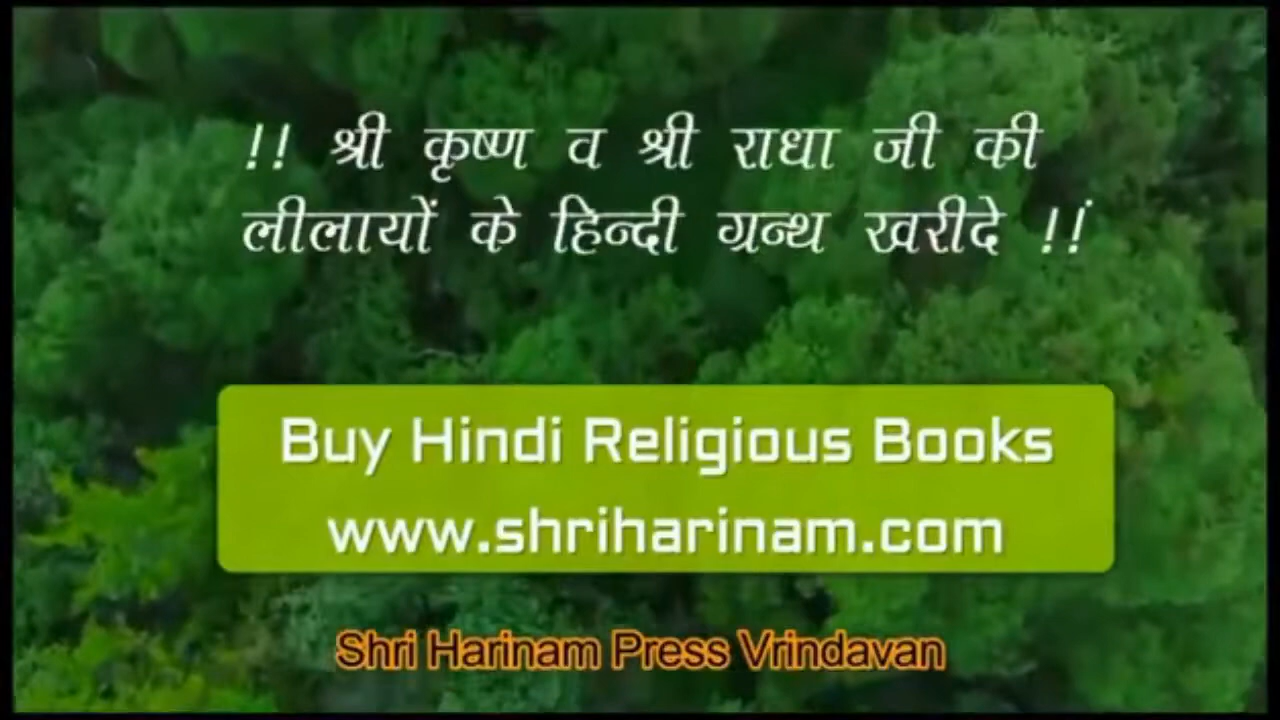 !! श्री कृष्ण व श्री राधा जी की
लीलायों के हिन्दी ग्रन्थ खरीदे !!ं
Buy Hindi Religious Books
www.shriharinam.com
Shri Harinam Press Vrindavan